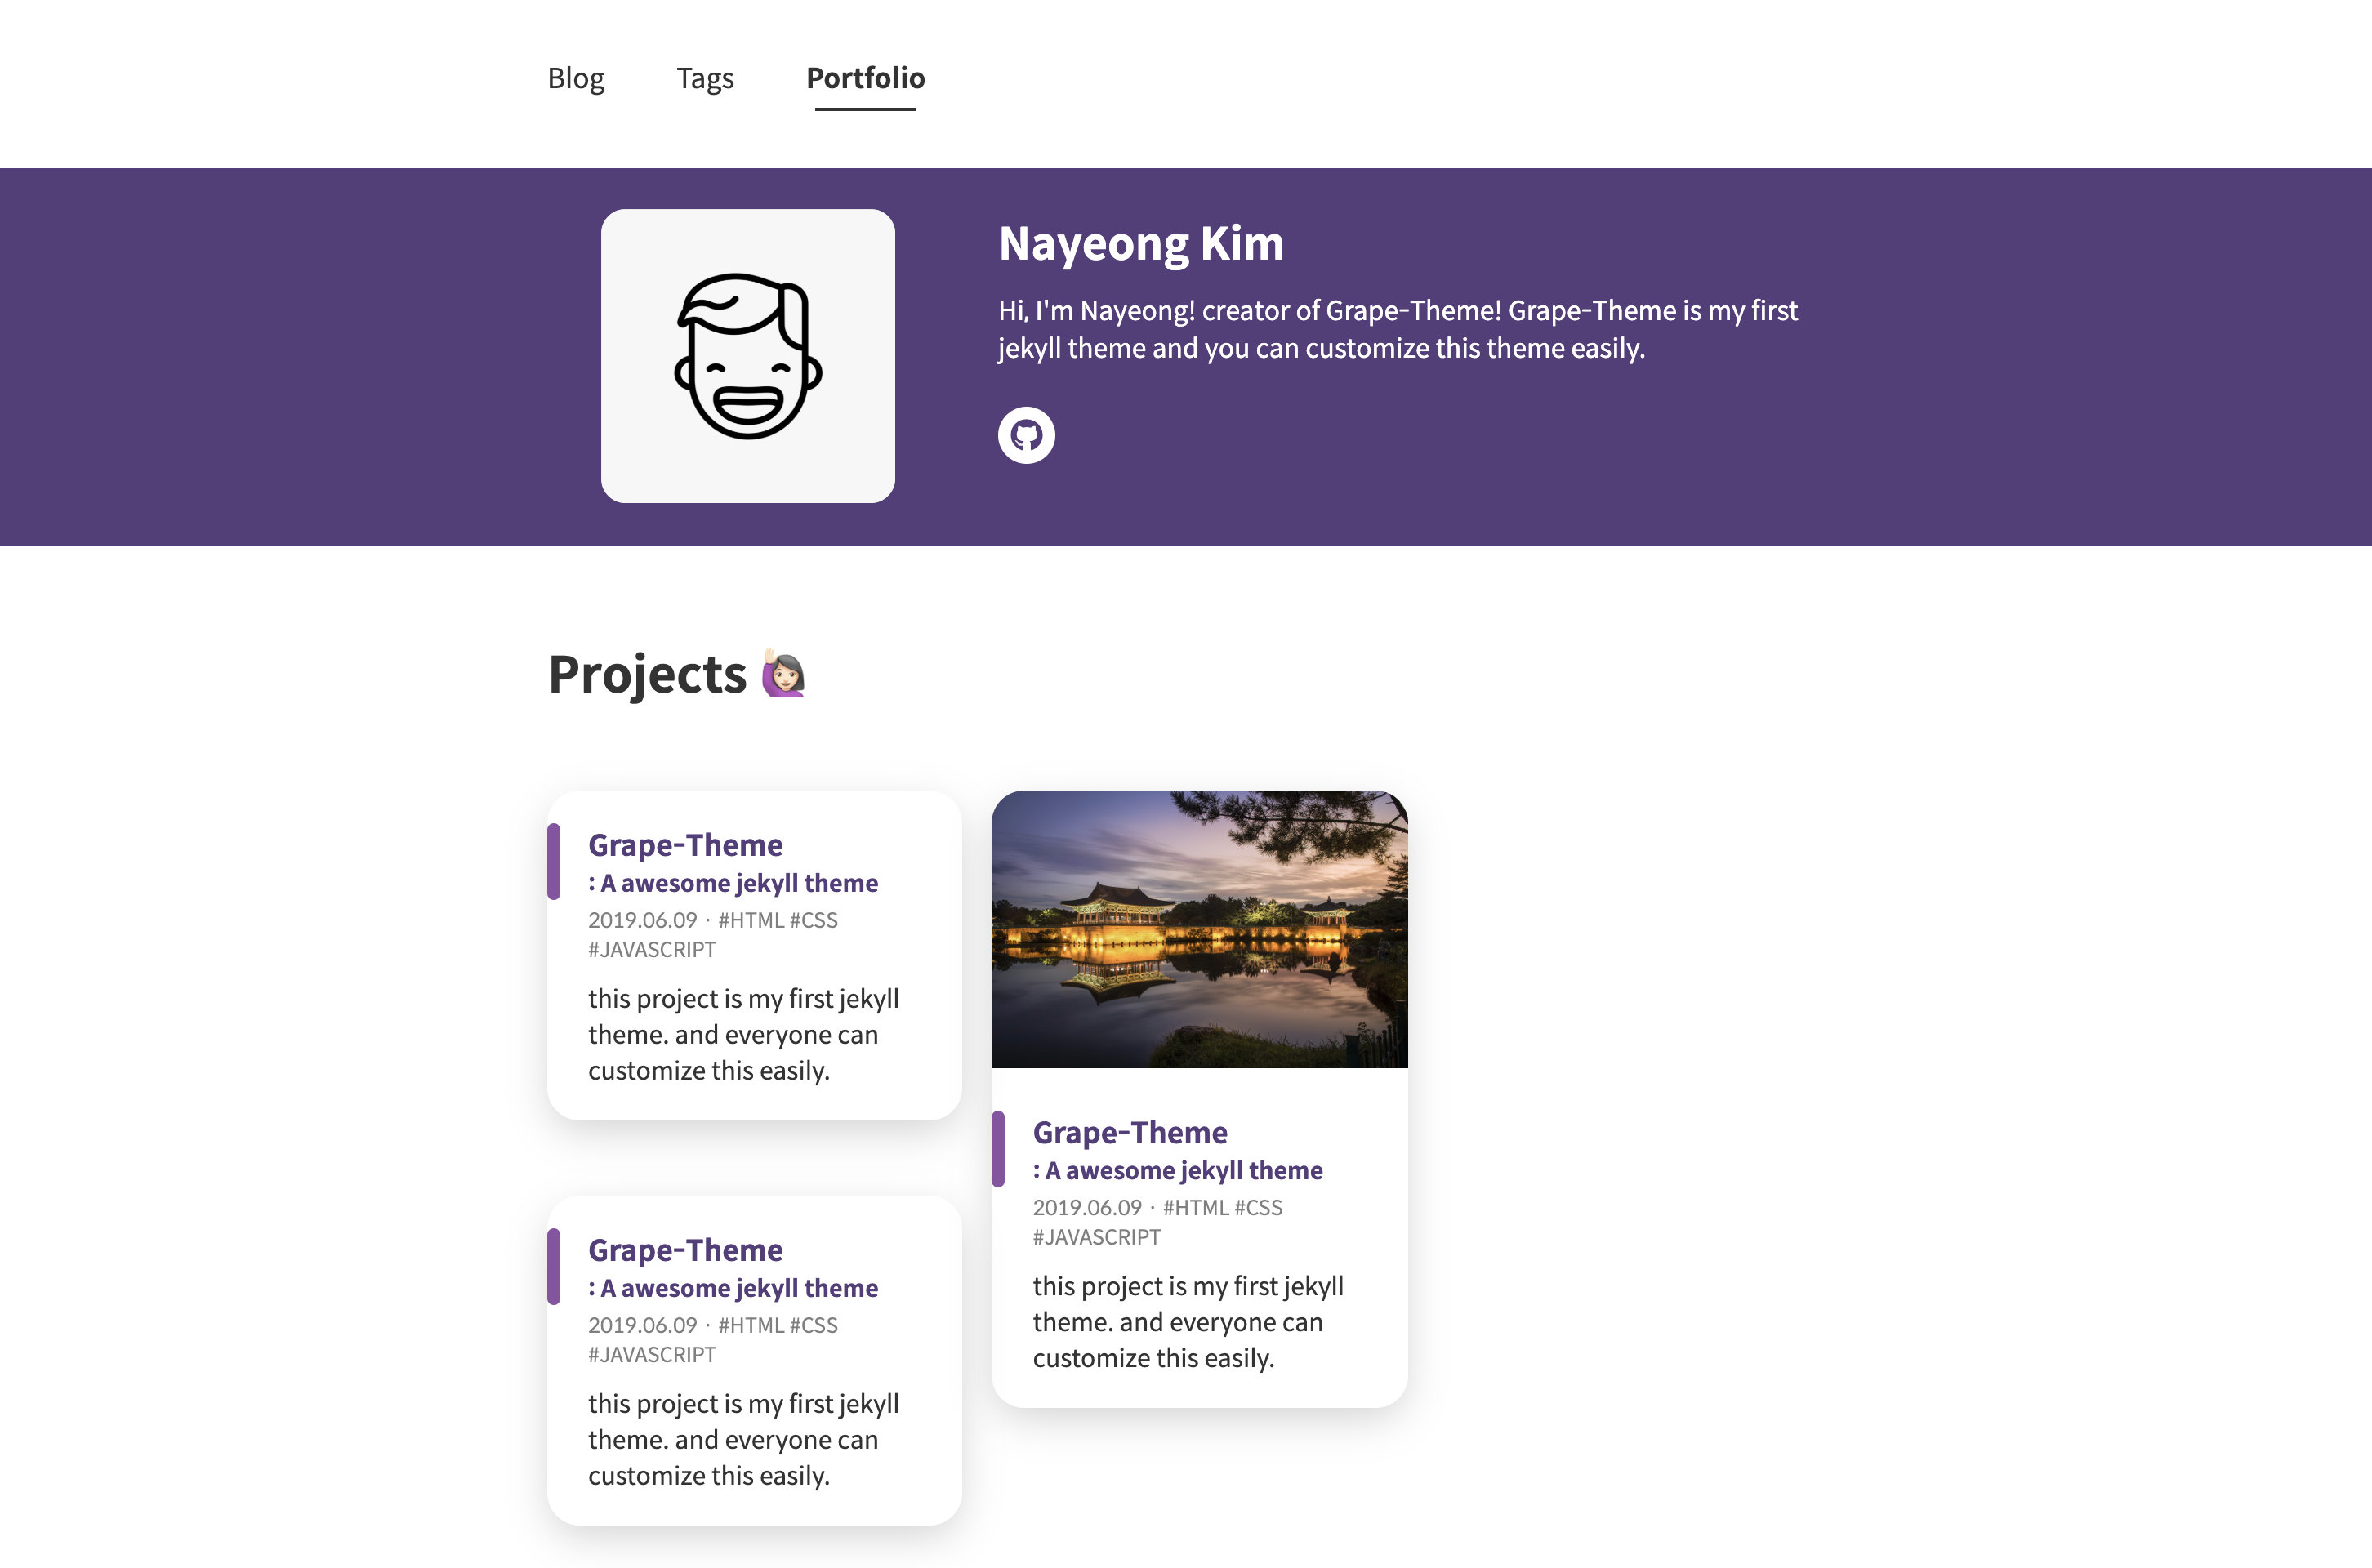 Blog Tags Portfolio
Nayeong Kim
Hi, I'm Nayeong! creator of Grape-Theme! Grape-Theme is my first
jekyll theme and you can customize this theme easily.
Projects 🙋🏻‍♀️
Grape-Theme
: A awesome jekyll theme
2019.06.09 · #HTML #CSS
#JAVASCRIPT
this project is my first jekyll
theme. and everyone can
customize this easily.
Grape-Theme
: A awesome jekyll theme
2019.06.09 · #HTML #CSS
#JAVASCRIPT
this project is my first jekyll
theme. and everyone can
customize this easily.
Grape-Theme
: A awesome jekyll theme
2019.06.09 · #HTML #CSS
#JAVASCRIPT
this project is my first jekyll
theme. and everyone can
customize this easily.